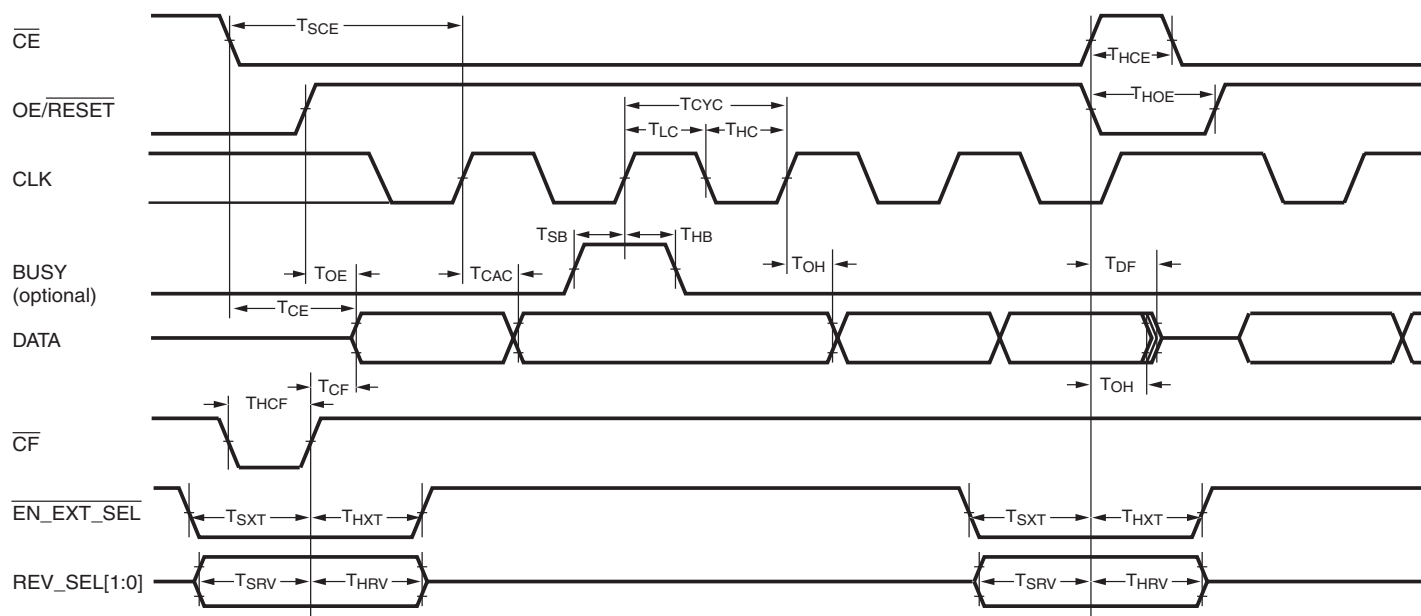 CE TSCE THCE
OE/RESET TCYC THOE
TLC THC
CLK
TSB THB
BUSY TOE TCAC TOH TDF
(optional)
TCE
DATA
TCF TOH
THCF
CF
EN_EXT_SEL TSXT THXT TSXT THXT
REV_SEL[1:0] TSRV THRV TSRV THRV